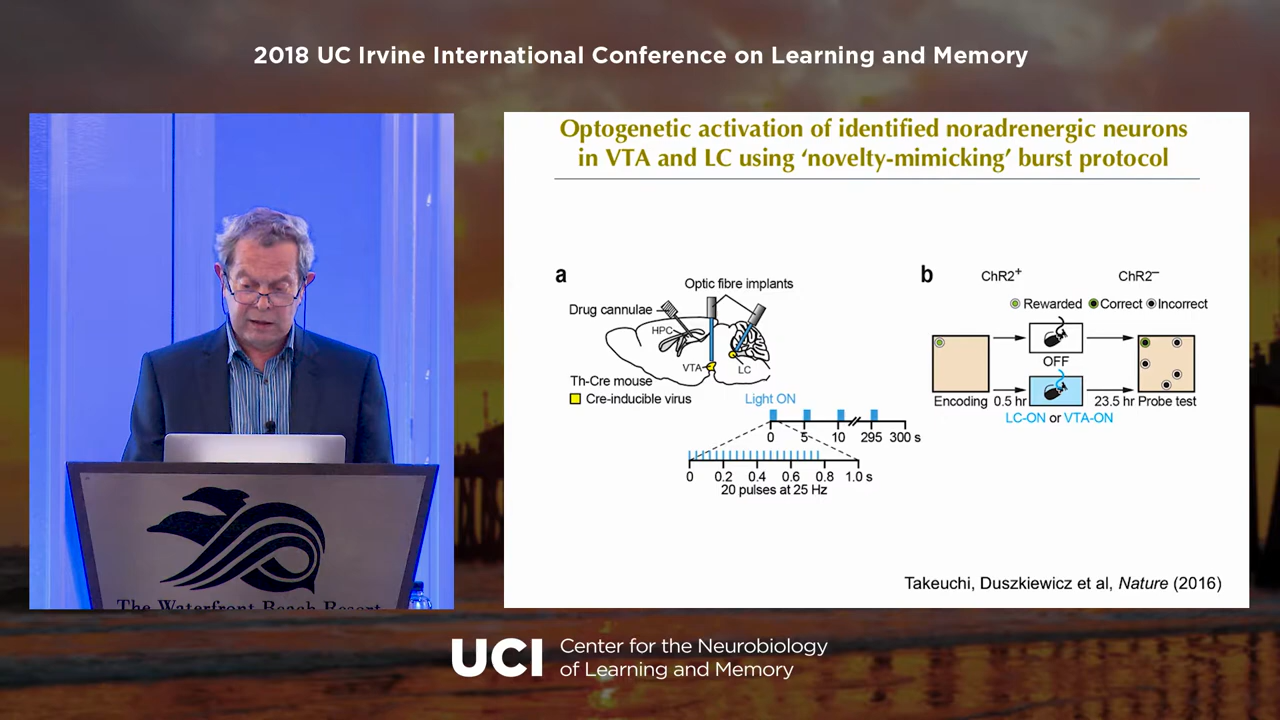 2018 UC Irvine International Conference on Learning and Memory
Optogenetic activation of identified noradrenergic neurons
in VTA and LC using ‘novelty-mimicking’ burst protocol
a
Optic fibre implants
Drug cannulae
HPC
VTA
LC
Th-Cre mouse
Cre-inducible virus
Light ON
0 5 10 295 300 s
0 0.2 0.4 0.6 0.8 1.0 s
20 pulses at 25 Hz
b
ChR2+ ChR2–
Rewarded Correct Incorrect
OFF
Encoding 0.5 hr 23.5 hr Probe test
LC-ON or VTA-ON
Takeuchi, Duszkiewicz et al, Nature (2016)
The Waterfront Beach Resort
UCI Center for the Neurobiology
of Learning and Memory